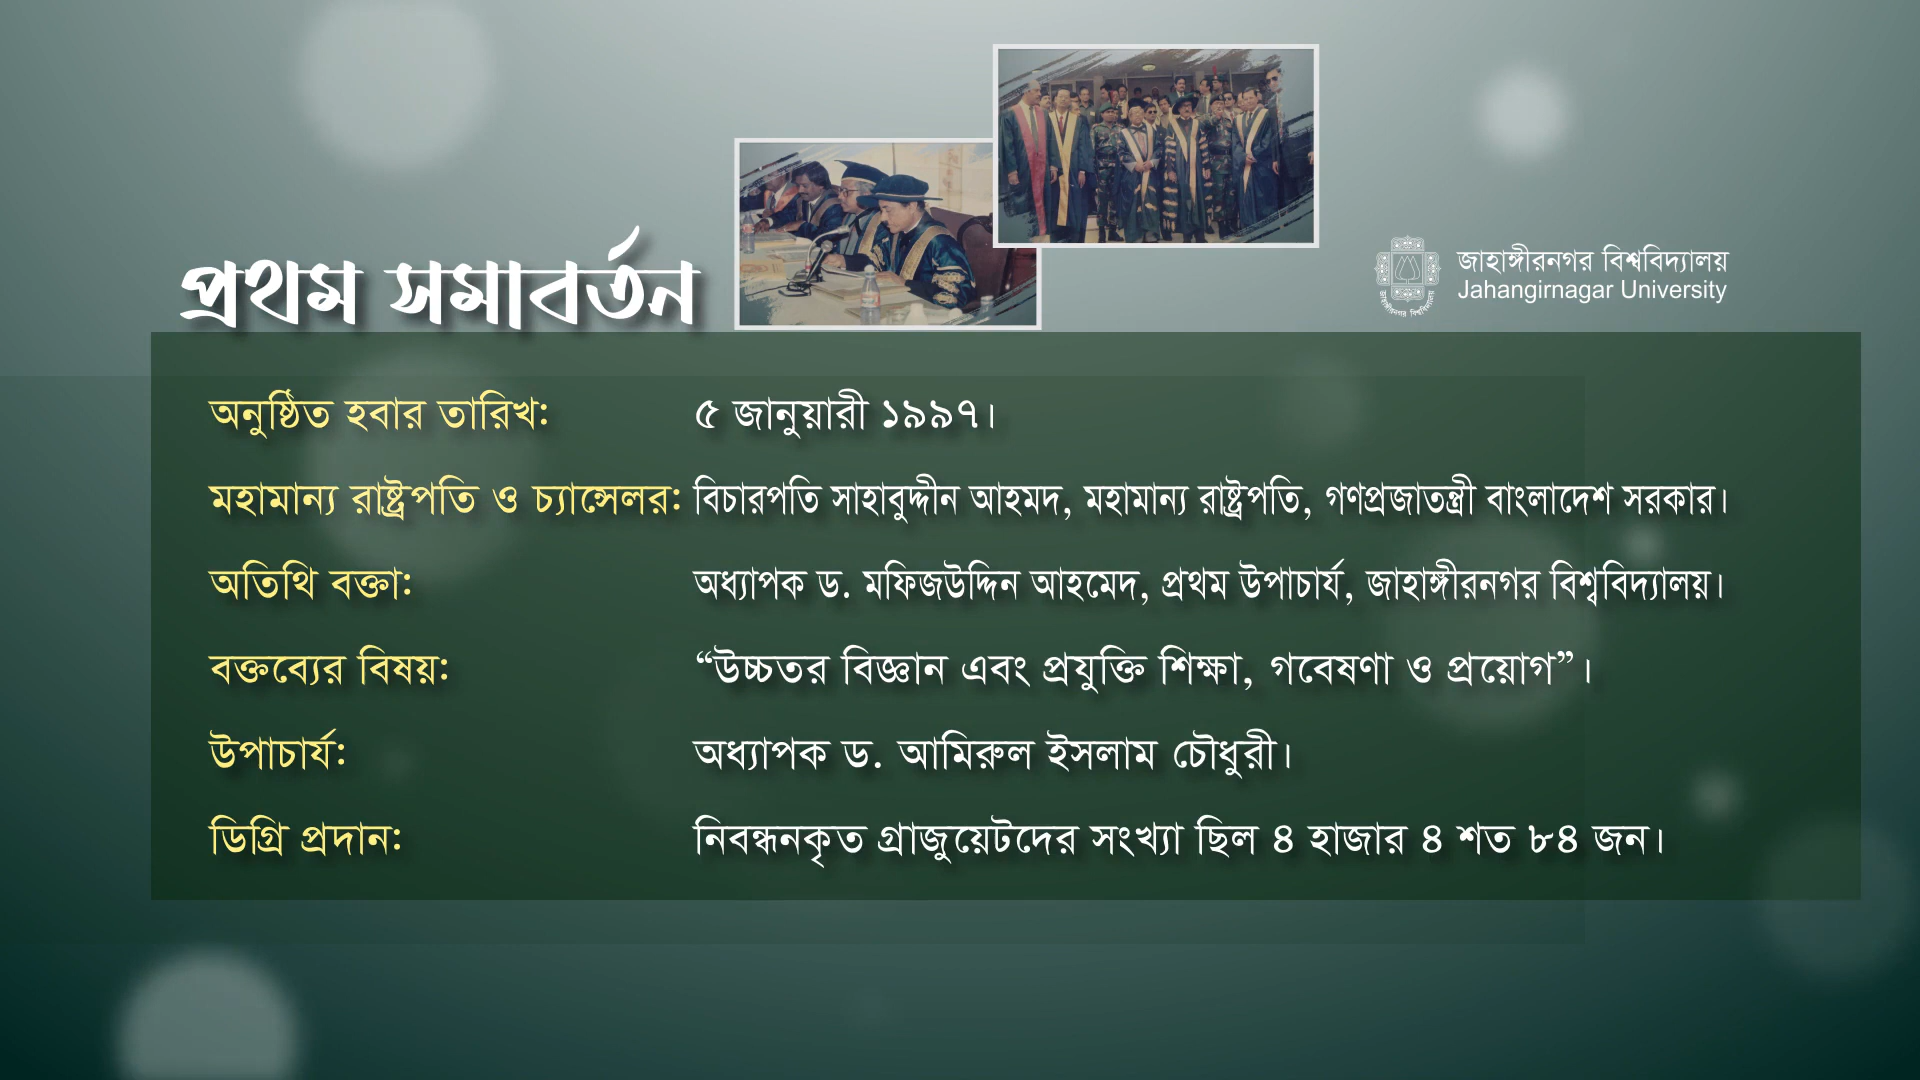 প্রথম সমাবর্তন
জাহাঙ্গীরনগর বিশ্ববিদ্যালয়
Jahangirnagar University
জাহাঙ্গীরনগর বিশ্ববিদ্যালয়
অনুষ্ঠিত হবার তারিখ: ৫ জানুয়ারী ১৯৯৭।
মহামান্য রাষ্ট্রপতি ও চ্যান্সেলর: বিচারপতি সাহাবুদ্দীন আহমদ, মহামান্য রাষ্ট্রপতি, গণপ্রজাতন্ত্রী বাংলাদেশ সরকার।
অতিথি বক্তা: অধ্যাপক ড. মফিজউদ্দিন আহমেদ, প্রথম উপাচার্য, জাহাঙ্গীরনগর বিশ্ববিদ্যালয়।
বক্তব্যের বিষয়: “উচ্চতর বিজ্ঞান এবং প্রযুক্তি শিক্ষা, গবেষণা ও প্রয়োগ”।
উপাচার্য: অধ্যাপক ড. আমিরুল ইসলাম চৌধুরী।
ডিগ্রি প্রদান: নিবন্ধনকৃত গ্রাজুয়েটদের সংখ্যা ছিল ৪ হাজার ৪ শত ৮৪ জন।